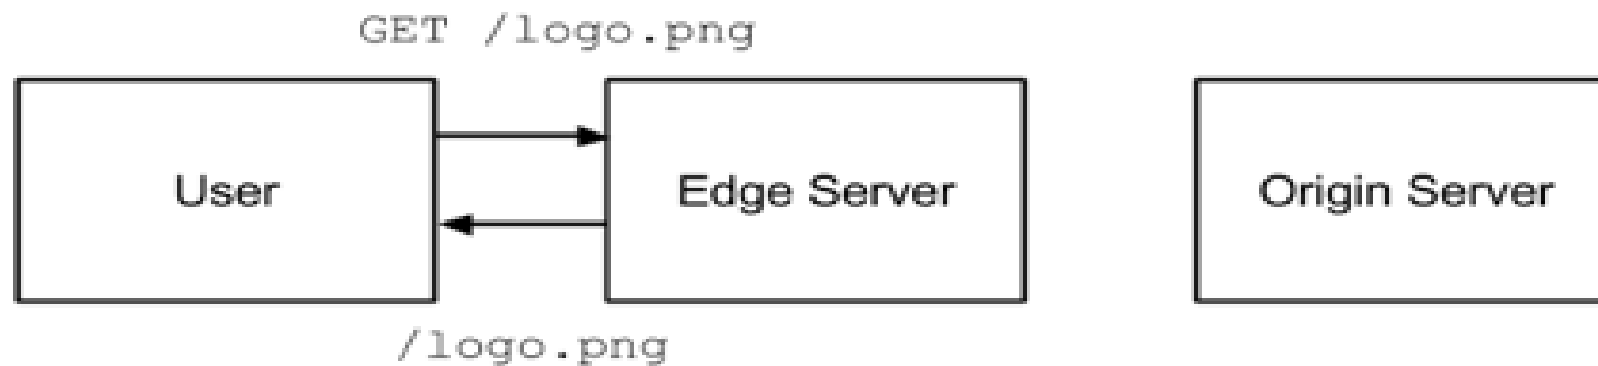 GET /logo.png
User
Edge Server
Origin Server
/logo.png